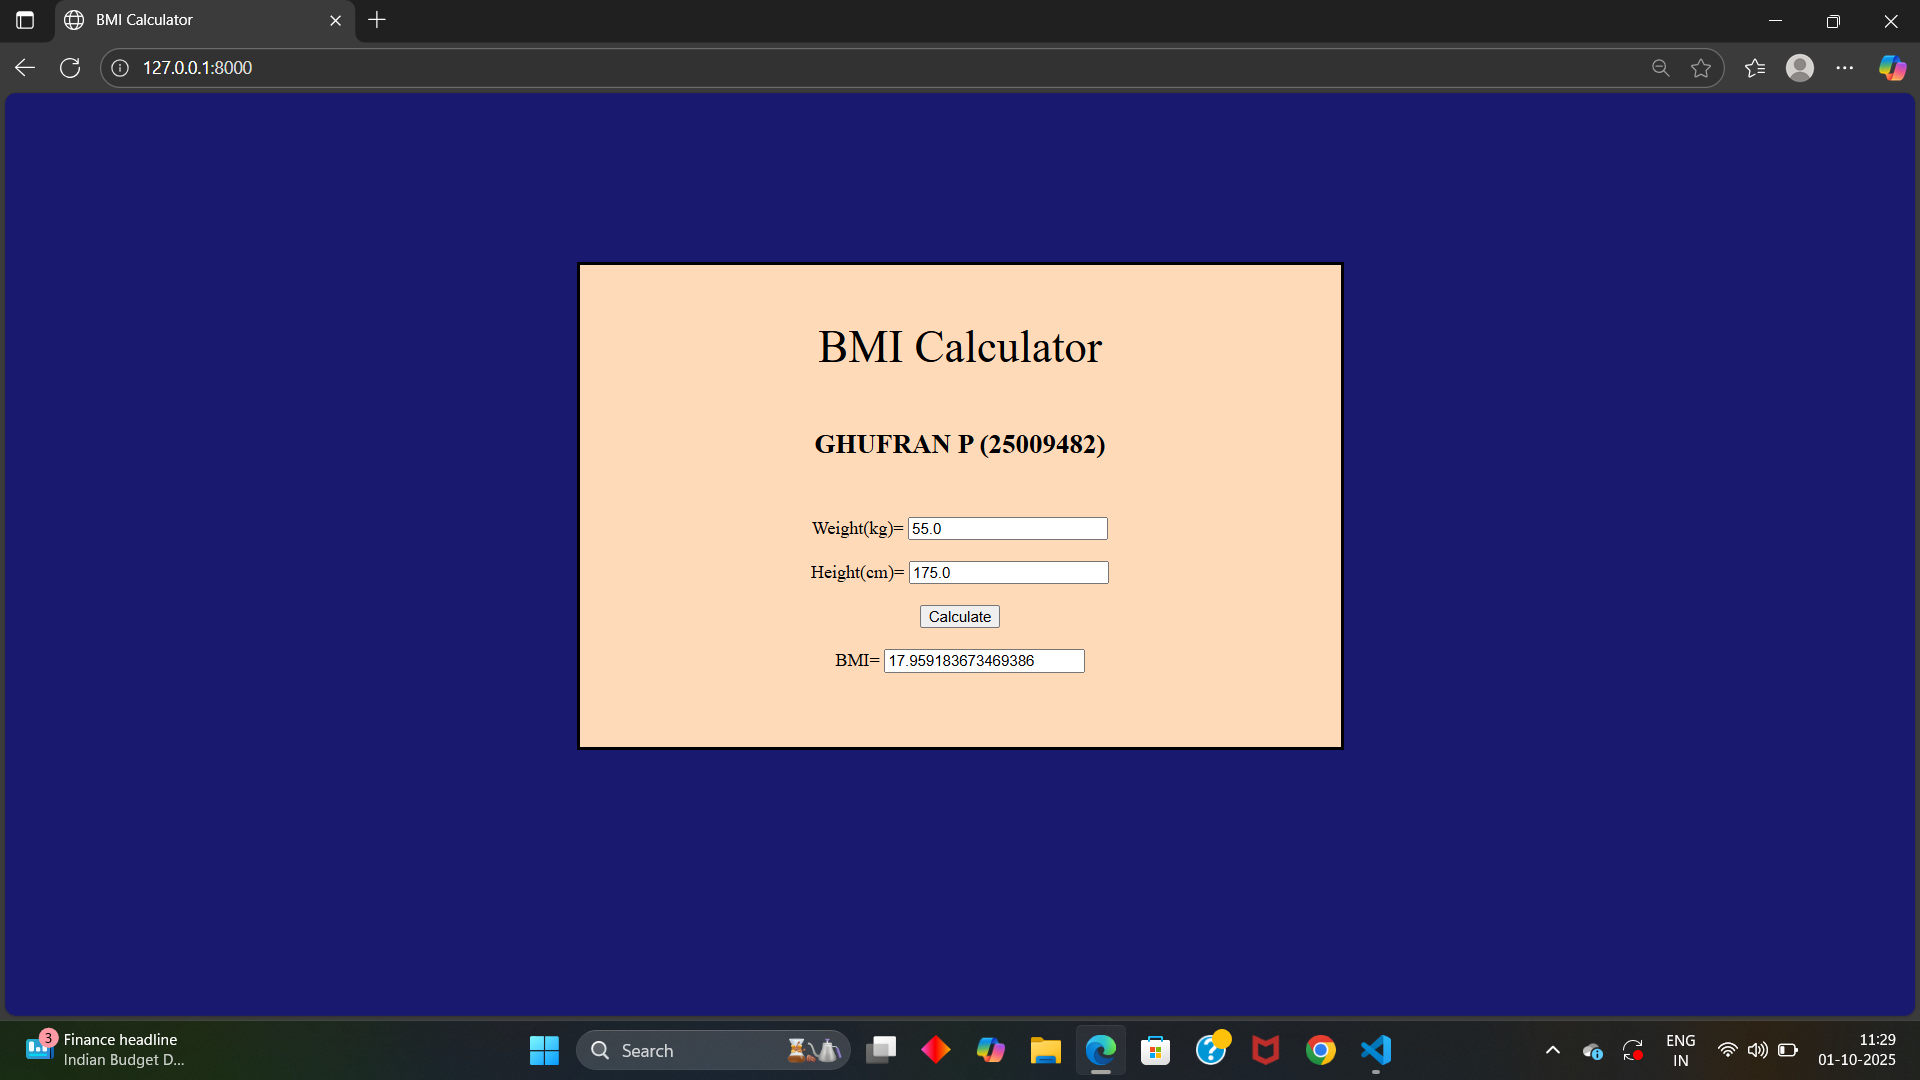 BMI Calculator
127.0.0.1:8000
BMI Calculator
GHUFRAN P (25009482)
Weight(kg)= 55.0
Height(cm)= 175.0
Calculate
BMI= 17.959183673469386
3
Finance headline
Indian Budget D...
Search
ENG
IN
11:29
01-10-2025